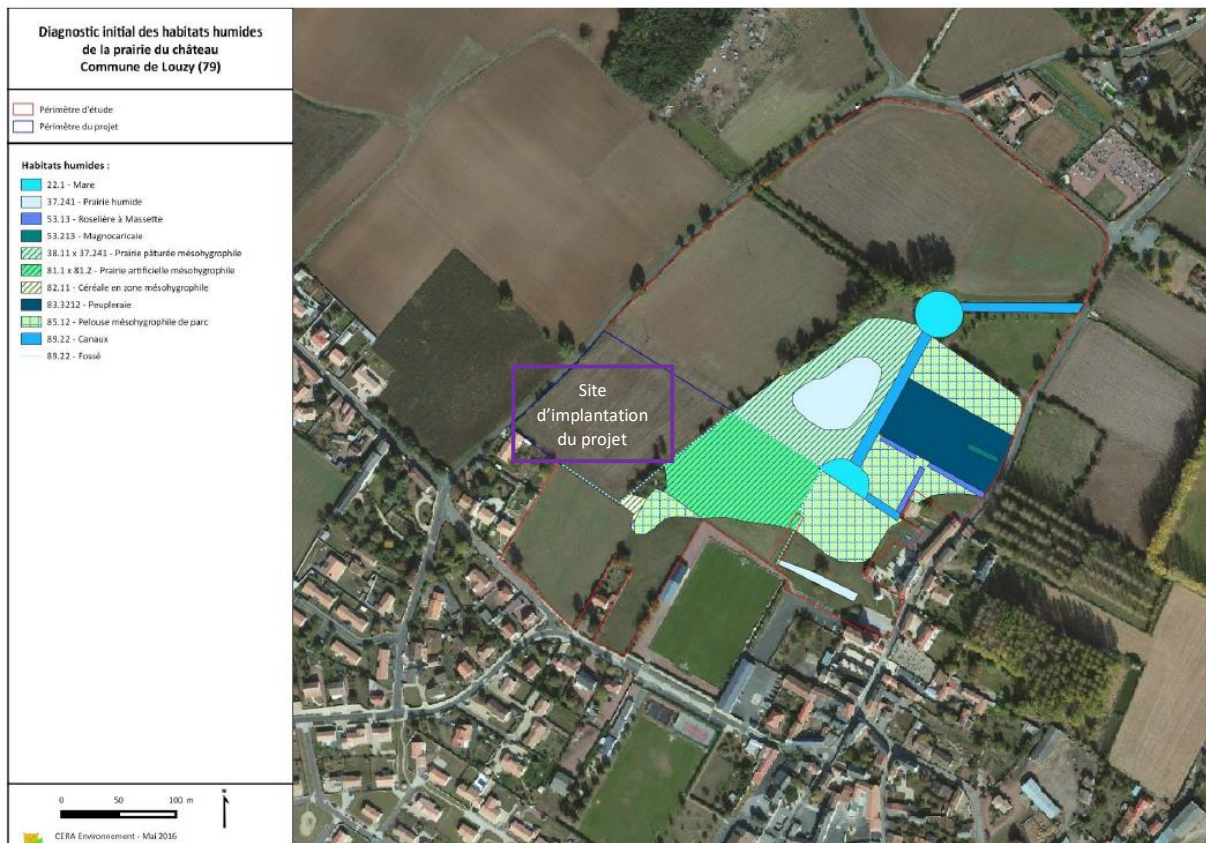 Diagnostic initial des habitats humides
de la prairie du château
Commune de Louzy (79)
Périmètre d'étude
Périmètre du projet
Habitats humides :
22.1 - Mare
37.241 - Prairie humide
53.13 - Roselière à Massette
53.213 - Magnocariçaie
38.11 x 37.241 - Prairie pâturée mésohygrophile
81.1 x 81.2 - Prairie artificielle mésohygrophile
82.11 - Céréale en zone mésohygrophile
83.3212 - Peupleraie
85.12 - Pelouse mésohygrophile de parc
89.22 - Canaux
89.22 - Fossé
Site
d'implantation
du projet
0 50 100 m
N
CERA Environnement - Mai 2016